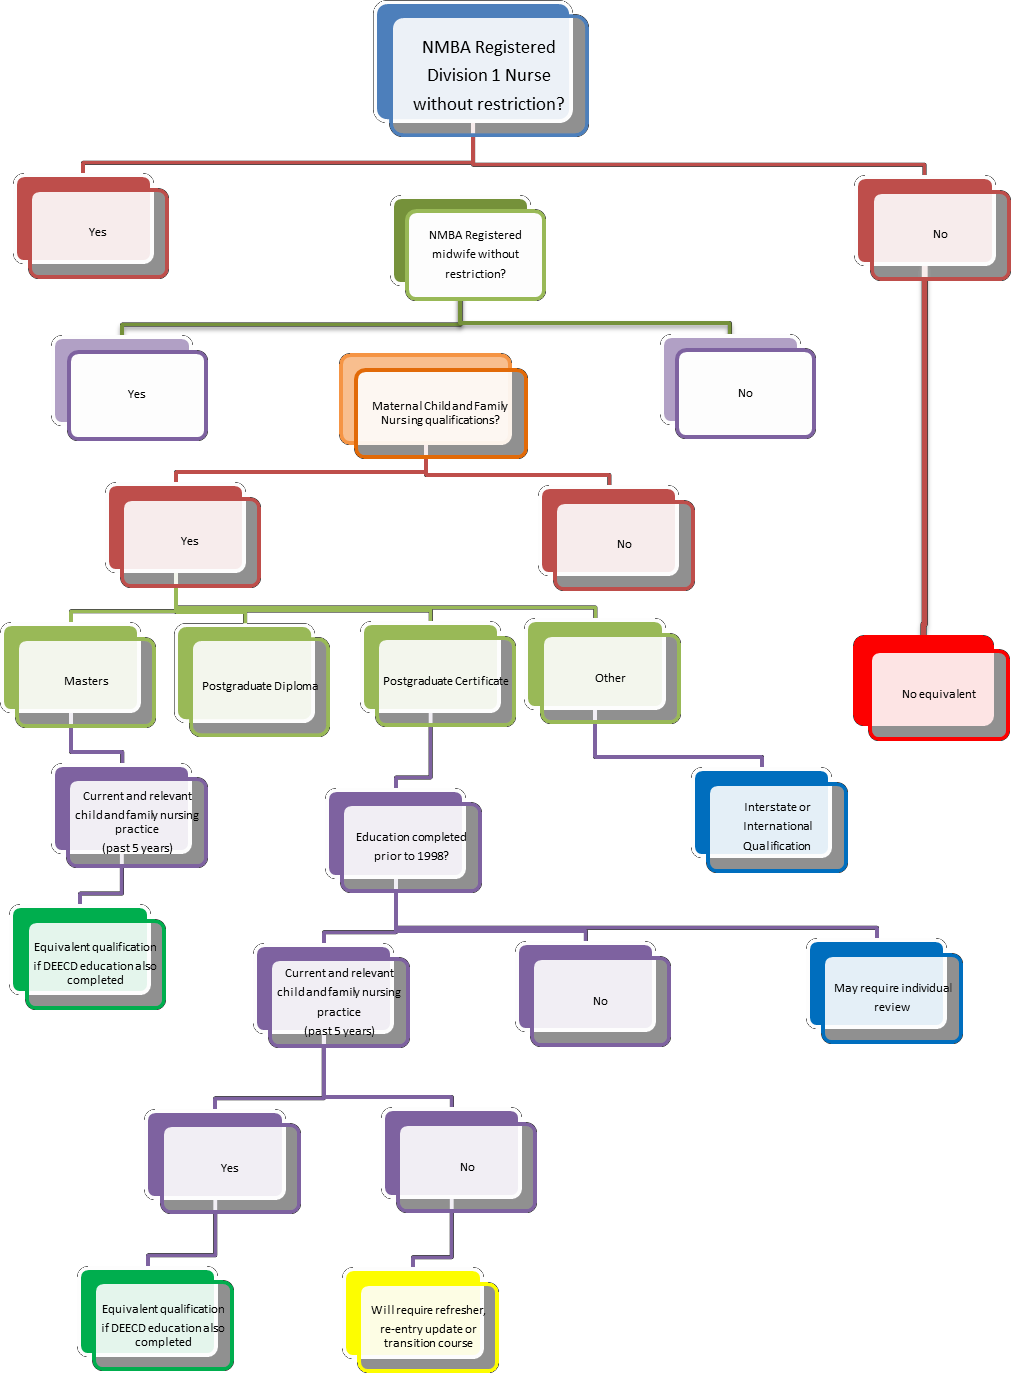 NMBA Registered
Division 1 Nurse
without restriction?
Yes
NMBA Registered
midwife without
restriction?
No
Yes
Maternal Child and Family
Nursing qualifications?
No
Yes
No
Masters
Postgraduate Diploma
Postgraduate Certificate
Other
No equivalent
Current and relevant
child and family nursing
practice
(past 5 years)
Education completed
prior to 1998?
Interstate or
International
Qualification
Equivalent qualification
if DEECD education also
completed
Current and relevant
child and family nursing
practice
(past 5 years)
No
May require individual
review
Yes
No
Equivalent qualification
if DEECD education also
completed
Will require refresher,
re-entry update or
transition course